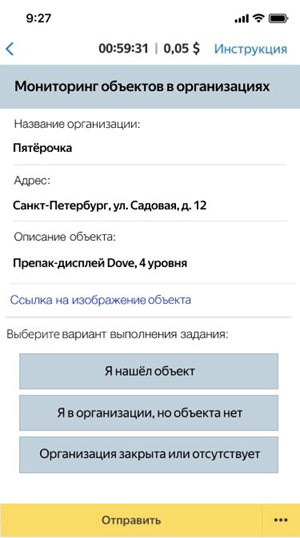 9:27
00:59:31 | 0,05 $ Инструкция
Мониторинг объектов в организациях
Название организации:
Пятёрочка
Адрес:
Санкт-Петербург, ул. Садовая, д. 12
Описание объекта:
Препак-дисплей Dove, 4 уровня
Ссылка на изображение объекта
Выберите вариант выполнения задания:
Я нашёл объект
Я в организации, но объекта нет
Организация закрыта или отсутствует
Отправить